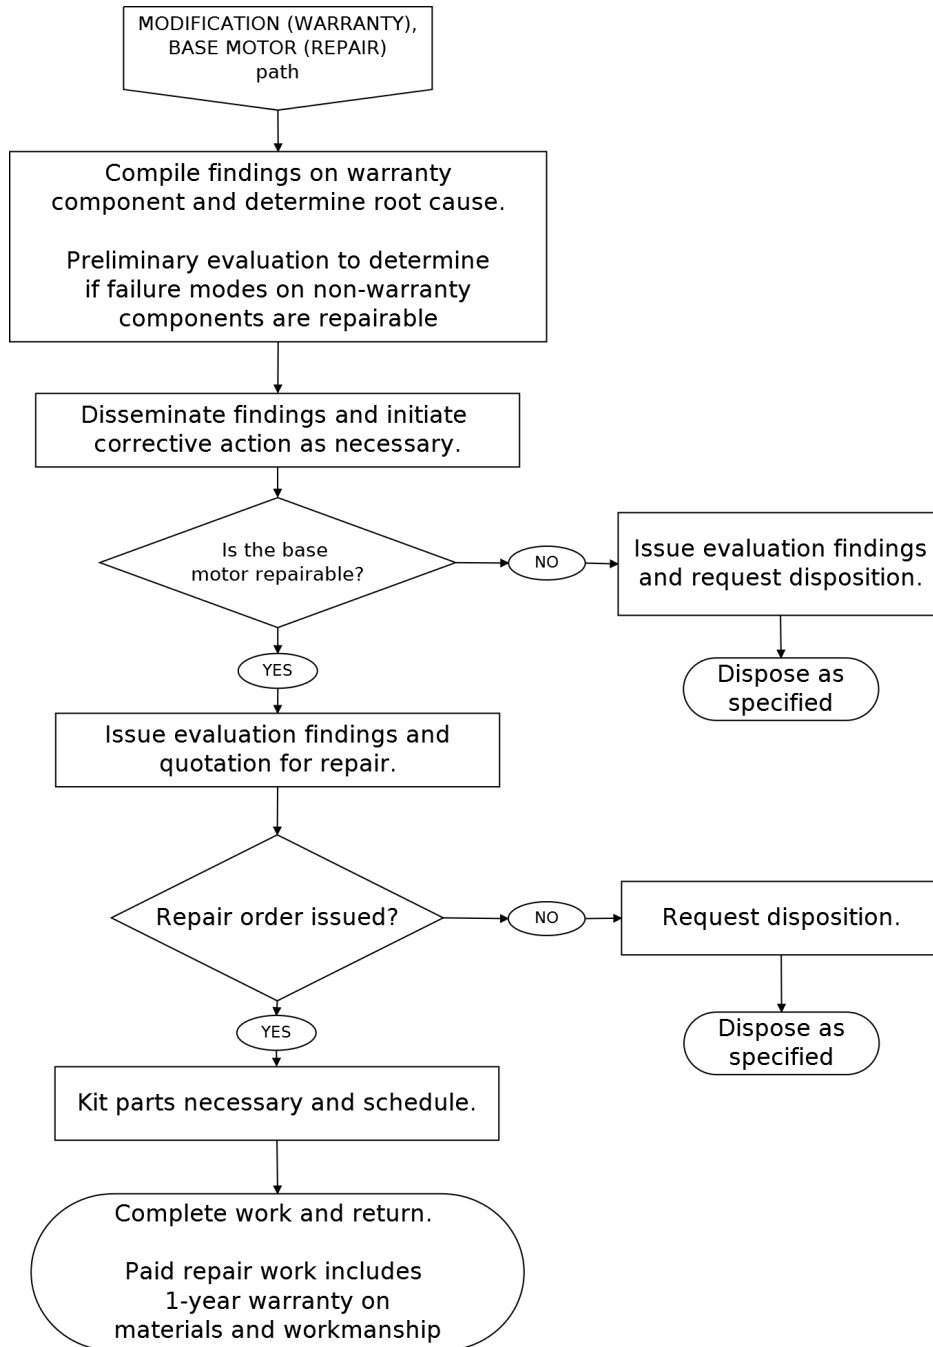 MODIFICATION (WARRANTY),
BASE MOTOR (REPAIR)
path
Compile findings on warranty
component and determine root cause.
Preliminary evaluation to determine
if failure modes on non-warranty
components are repairable
Disseminate findings and initiate
corrective action as necessary.
Is the base
motor repairable?
NO
Issue evaluation findings
and request disposition.
Dispose as
specified
YES
Issue evaluation findings and
quotation for repair.
Repair order issued?
NO
Request disposition.
Dispose as
specified
YES
Kit parts necessary and schedule.
Complete work and return.
Paid repair work includes
1-year warranty on
materials and workmanship